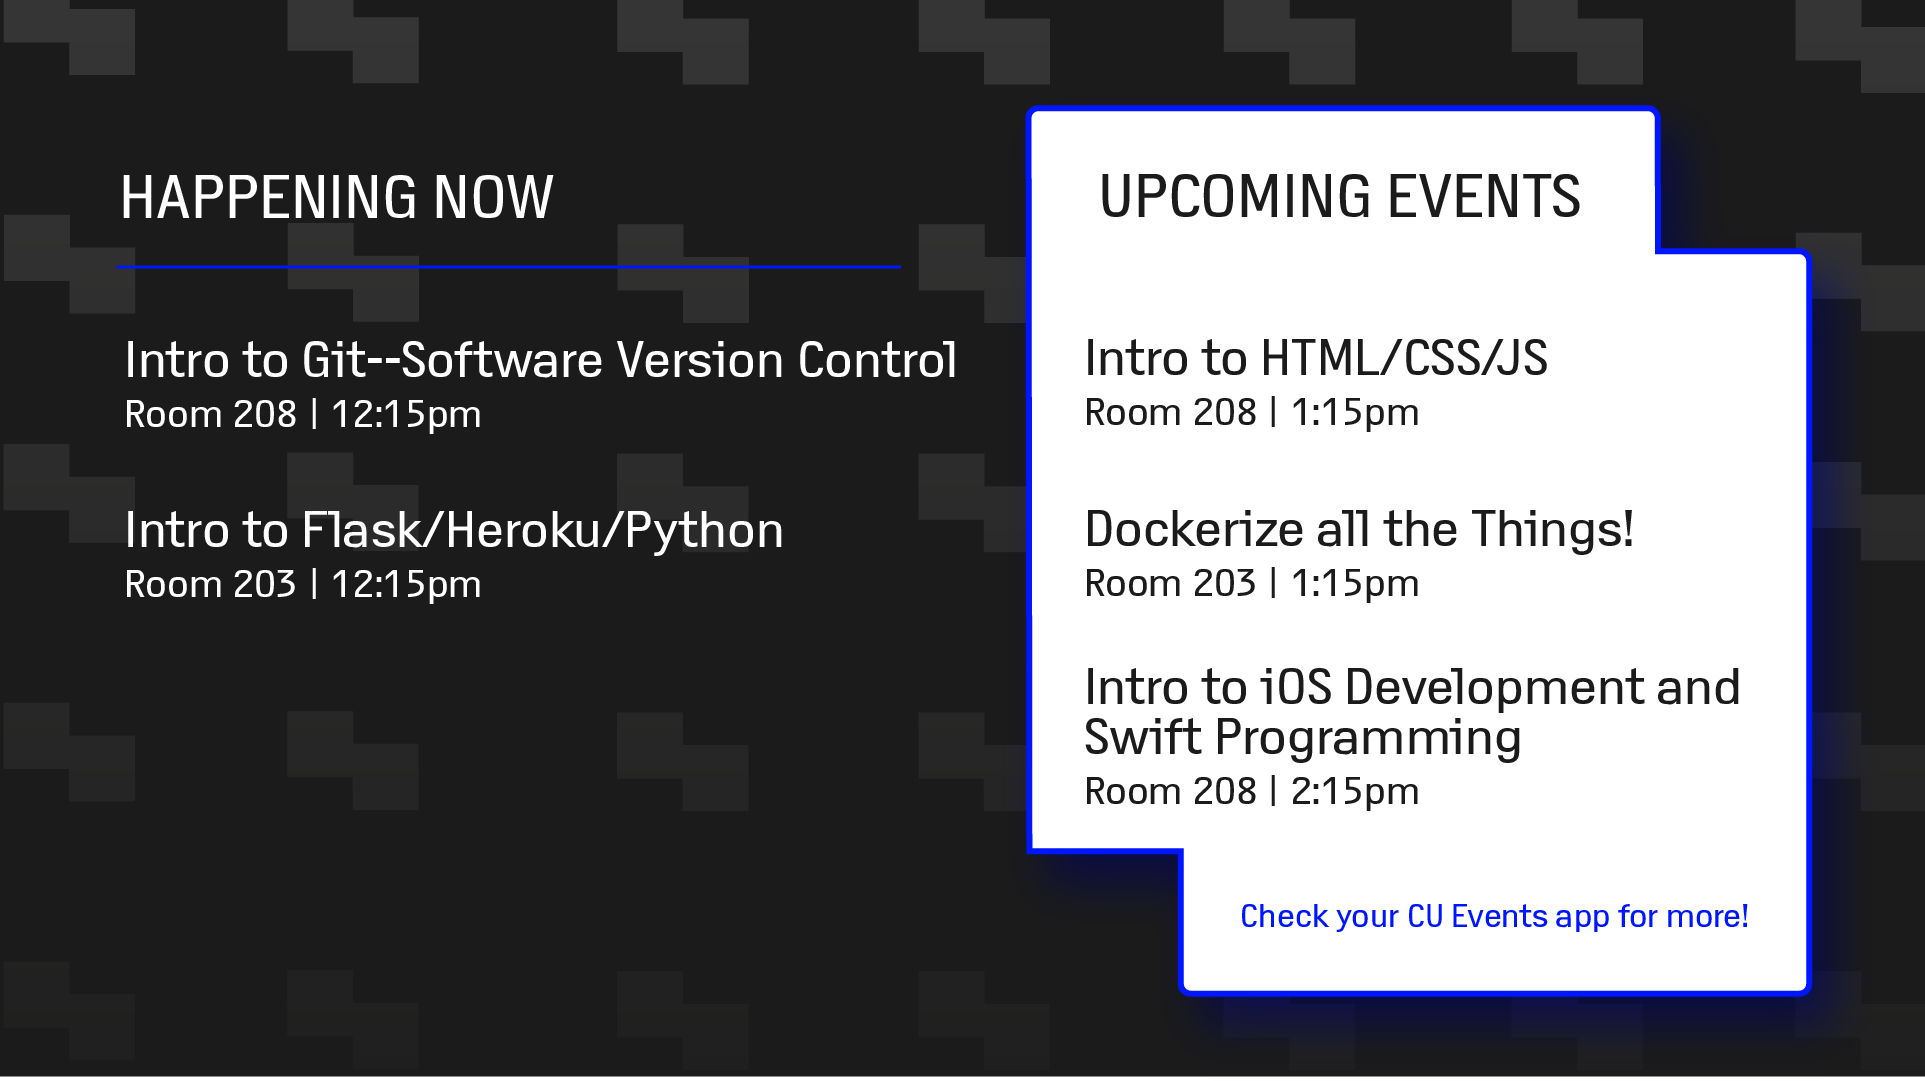 HAPPENING NOW
Intro to Git--Software Version Control
Room 208 | 12:15pm
Intro to Flask/Heroku/Python
Room 203 | 12:15pm
UPCOMING EVENTS
Intro to HTML/CSS/JS
Room 208 | 1:15pm
Dockerize all the Things!
Room 203 | 1:15pm
Intro to iOS Development and
Swift Programming
Room 208 | 2:15pm
Check your CU Events app for more!